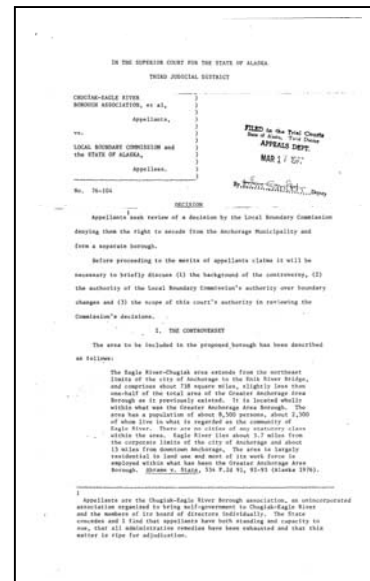 IN THE SUPERIOR COURT FOR THE STATE OF ALASKA
THIRD JUDICIAL DISTRICT
CHUGIAK-EAGLE RIVER
BOROUGH ASSOCIATION, et al,
Appellants,
vs.
LOCAL BOUNDARY COMMISSION and
the STATE OF ALASKA,
Appellees.
No. 76-104
FILED in the Trial Courts
State of Alaska, Third District
APPEALS DEPT.
MAR 1
By Deputy
DECISION
Appellants seek review of a decision by the Local Boundary Commission
denying them the right to secede from the Anchorage Municipality and
form a separate borough.
Before proceeding to the merits of appellants claims it will be
necessary to briefly discuss (1) the background of the controversy, (2)
the authority of the Local Boundary Commission's authority over boundary
changes and (3) the scope of this court's authority in reviewing the
Commission's decisions.
I. THE CONTROVERSY
The area to be included in the proposed borough has been described
as follows:
The Eagle River-Chugiak area extends from the northeast
limits of the city of Anchorage to the Knik River Bridge,
and comprises about 738 square miles, slightly less than
one-half of the total area of the Greater Anchorage Area
Borough as it previously existed. It is located wholly
within what was the Greater Anchorage Area Borough. The
area has a population of about 8,500 persons, about 2,500
of whom live in what is regarded as the community of
Eagle River. There are no cities of any statutory class
within the area. Eagle River lies about 5.7 miles from
the corporate limits of the city of Anchorage and about
13 miles from downtown Anchorage. The area is largely
residential in land use and most of its work force is
employed within what has been the Greater Anchorage Area
Borough. Abrams v. State, 534 P.2d 91, 92-93 (Alaska 1976).
1
Appellants are the Chugiak-Eagle River Borough association, an unincorporated
association organized to bring self-government to Chugiak-Eagle River
and the members of its board of directors individually. The State
concedes and I find that appellants have both standing and capacity to
sue, that all administrative remedies have been exhausted and that this
matter is ripe for adjudication.